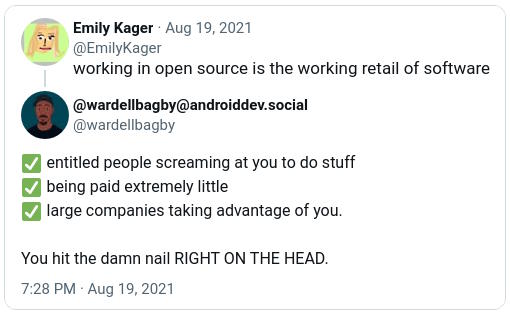 Emily Kager · Aug 19, 2021
@EmilyKager
working in open source is the working retail of software
@wardellbagby@androiddev.social
@wardellbagby
✅ entitled people screaming at you to do stuff
✅ being paid extremely little
✅ large companies taking advantage of you.
You hit the damn nail RIGHT ON THE HEAD.
7:28 PM · Aug 19, 2021